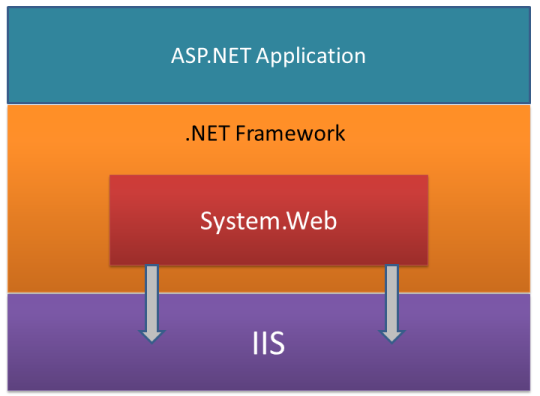 ASP.NET Application
.NET Framework
System.Web
IIS